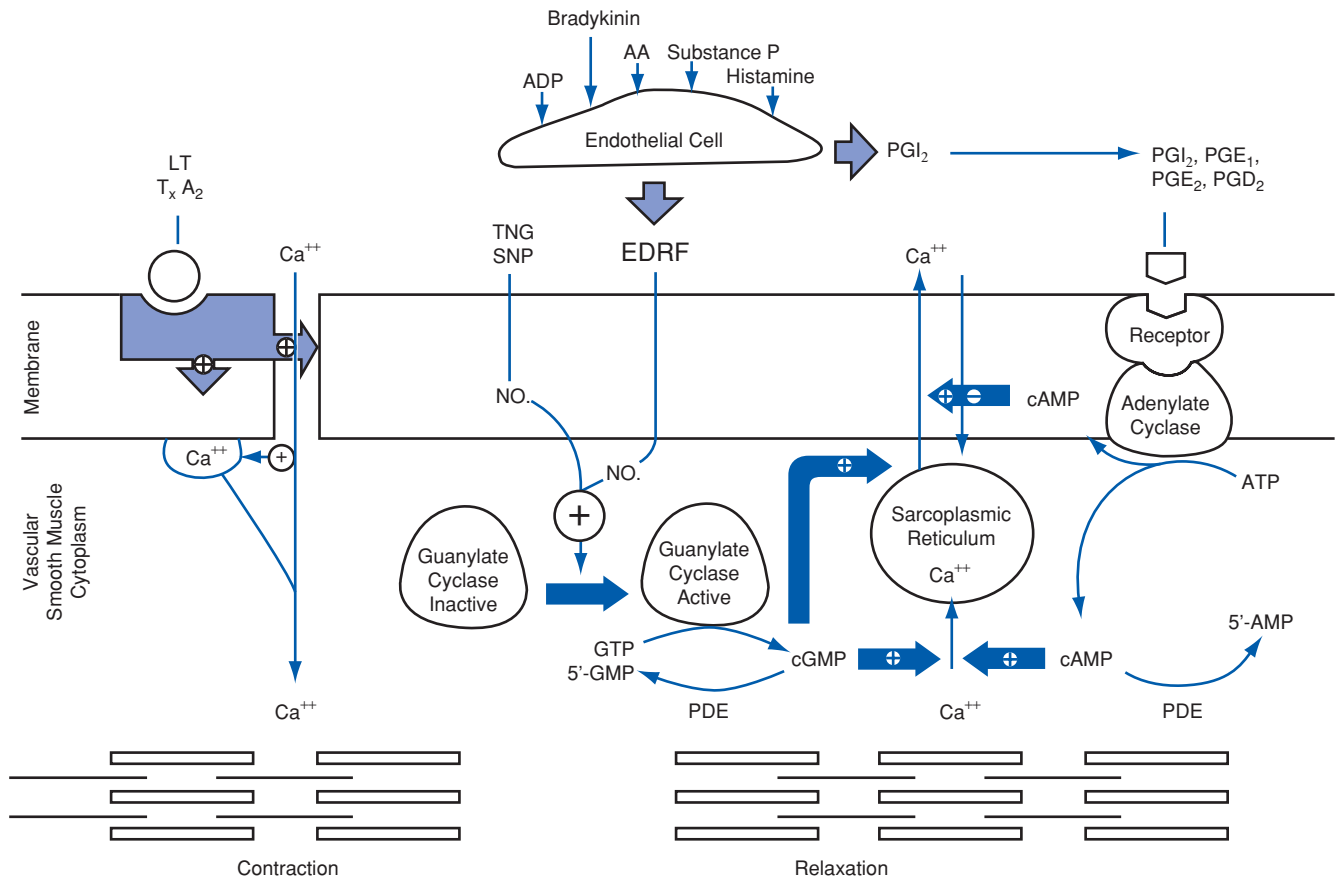 Bradykinin
AA
Substance P
ADP
Histamine
Endothelial Cell
PGI₂
PGI₂, PGE₁,
PGE₂, PGD₂
LT
Tₓ A₂
Ca⁺⁺
TNG
SNP
EDRF
Ca⁺⁺
Membrane
Receptor
NO.
cAMP
Adenylate
Cyclase
Ca⁺⁺
NO.
ATP
Vascular
Smooth Muscle
Cytoplasm
Guanylate
Cyclase
Inactive
Guanylate
Cyclase
Active
Sarcoplasmic
Reticulum
Ca⁺⁺
GTP
5'-GMP
cGMP
cAMP
5'-AMP
Ca⁺⁺
PDE
Ca⁺⁺
PDE
Contraction
Relaxation